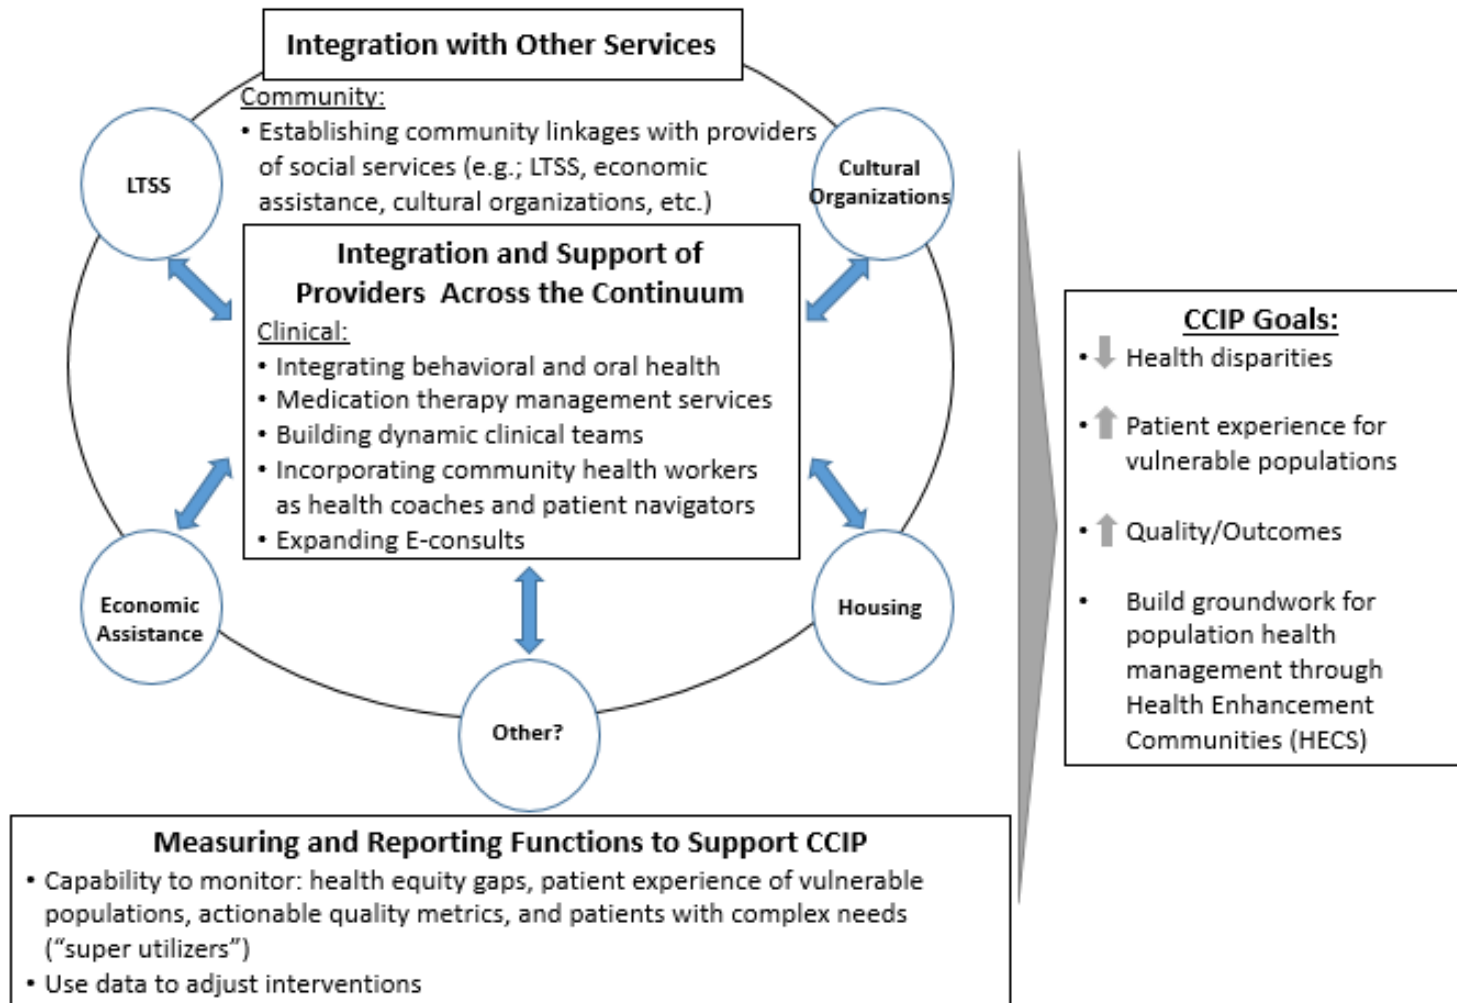 Integration with Other Services
Community:
• Establishing community linkages with providers
of social services (e.g.; LTSS, economic
assistance, cultural organizations, etc.)
LTSS
Cultural
Organizations
Integration and Support of
Providers Across the Continuum
Clinical:
• Integrating behavioral and oral health
• Medication therapy management services
• Building dynamic clinical teams
• Incorporating community health workers
as health coaches and patient navigators
• Expanding E-consults
Economic
Assistance
Housing
Other?
CCIP Goals:
• Health disparities
• Patient experience for
vulnerable populations
• Quality/Outcomes
• Build groundwork for
population health
management through
Health Enhancement
Communities (HECS)
Measuring and Reporting Functions to Support CCIP
• Capability to monitor: health equity gaps, patient experience of vulnerable
populations, actionable quality metrics, and patients with complex needs
(“super utilizers”)
• Use data to adjust interventions